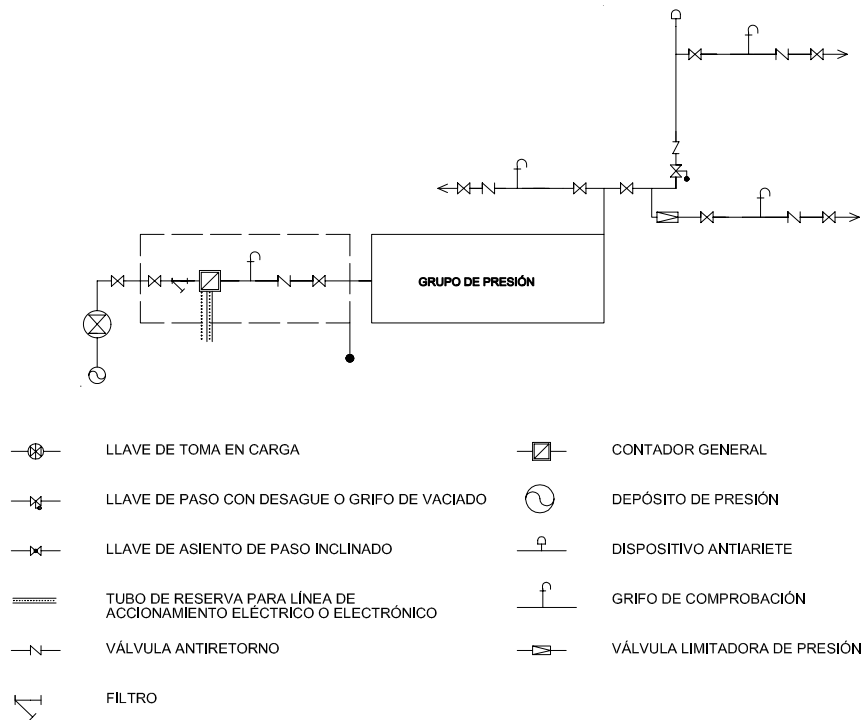 GRUPO DE PRESIÓN
LLAVE DE TOMA EN CARGA
LLAVE DE PASO CON DESAGUE O GRIFO DE VACIADO
LLAVE DE ASIENTO DE PASO INCLINADO
TUBO DE RESERVA PARA LÍNEA DE
ACCIONAMIENTO ELÉCTRICO O ELECTRÓNICO
VÁLVULA ANTIRETORNO
FILTRO
CONTADOR GENERAL
DEPÓSITO DE PRESIÓN
DISPOSITIVO ANTIARIETE
GRIFO DE COMPROBACIÓN
VÁLVULA LIMITADORA DE PRESIÓN